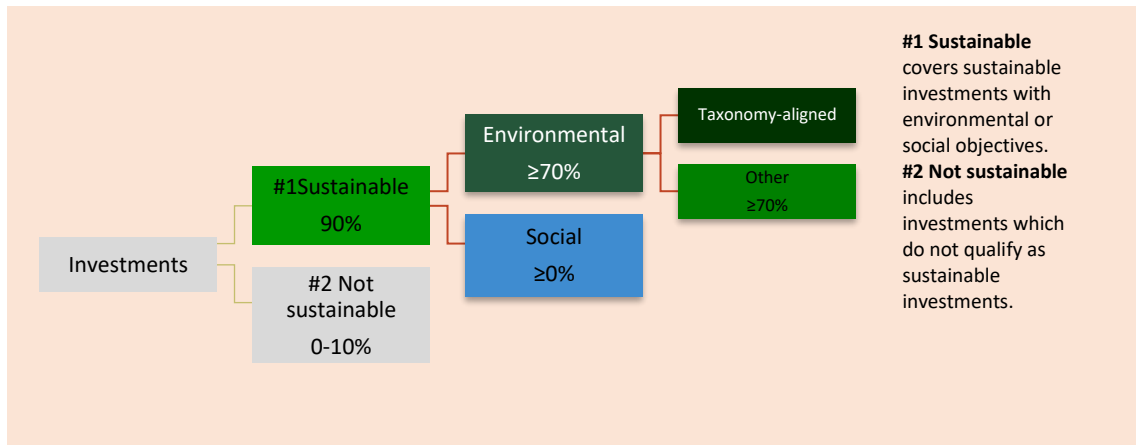 Investments
#1Sustainable
90%
#2 Not
sustainable
0-10%
Environmental
≥70%
Social
≥0%
Taxonomy-aligned
Other
≥70%
#1 Sustainable
covers sustainable
investments with
environmental or
social objectives.
#2 Not sustainable
includes
investments which
do not qualify as
sustainable
investments.